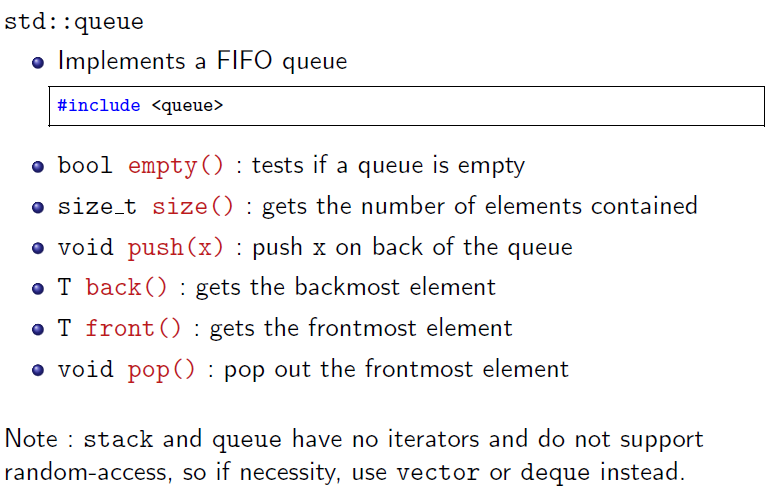 std::queue
Implements a FIFO queue
#include <queue>
bool empty() : tests if a queue is empty
size_t size() : gets the number of elements contained
void push(x) : push x on back of the queue
T back() : gets the backmost element
T front() : gets the frontmost element
void pop() : pop out the frontmost element
Note : stack and queue have no iterators and do not support
random-access, so if necessity, use vector or deque instead.